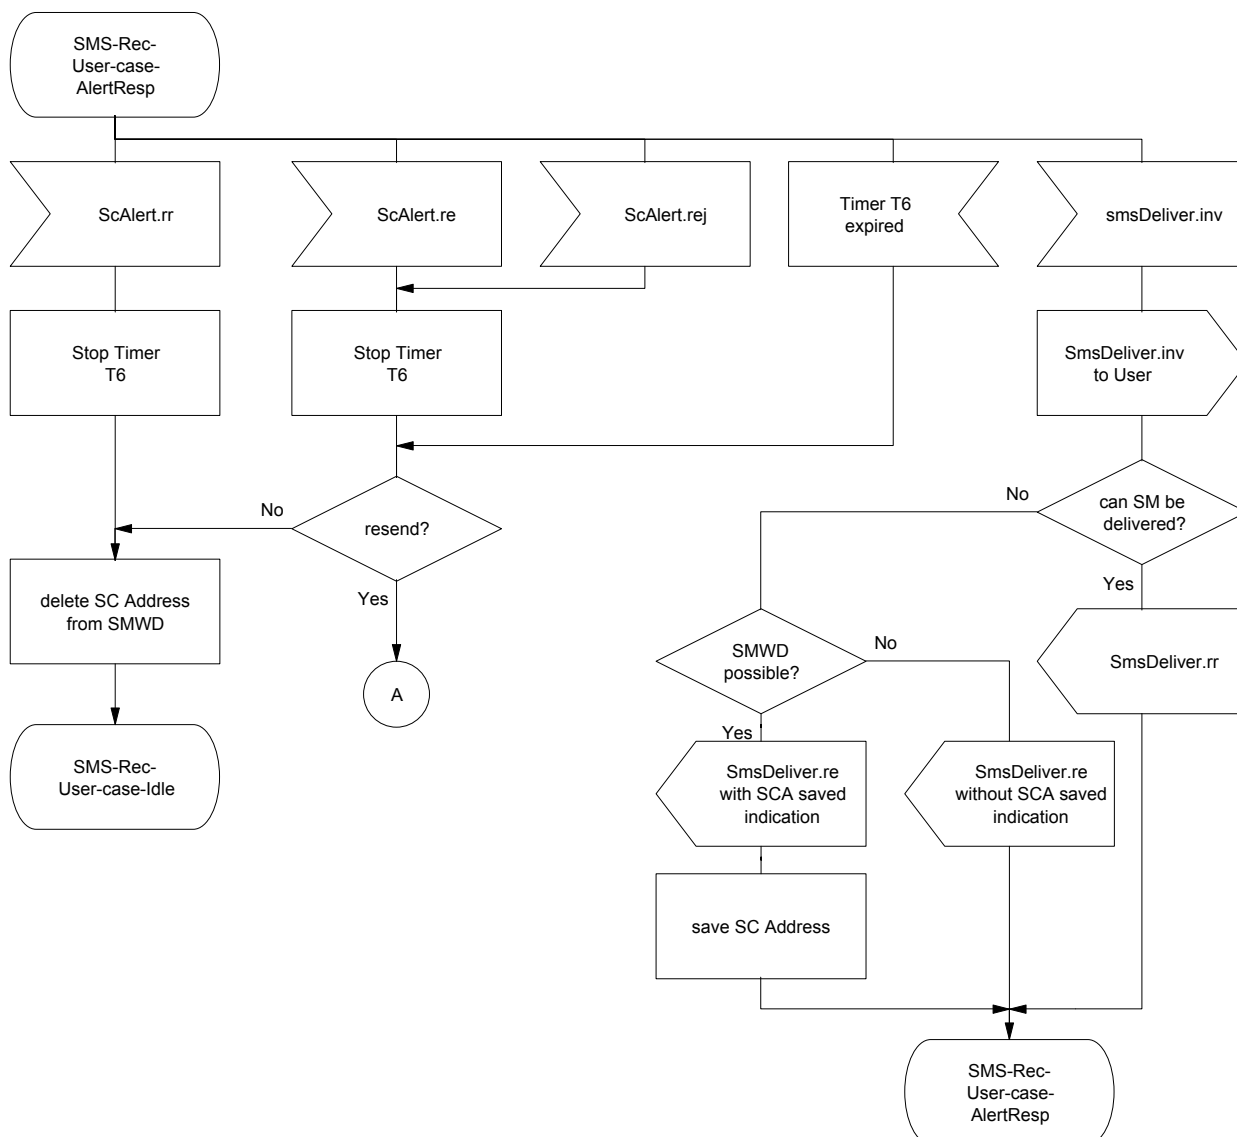 SMS-Rec-
User-case-
AlertResp
ScAlert.rr
ScAlert.re
ScAlert.rej
Timer T6
expired
smsDeliver.inv
Stop Timer
T6
Stop Timer
T6
SmsDeliver.inv
to User
No
resend?
Yes
No
can SM be
delivered?
Yes
delete SC Address
from SMWD
A
SMWD
possible?
No
Yes
SmsDeliver.rr
SMS-Rec-
User-case-Idle
SmsDeliver.re
with SCA saved
indication
SmsDeliver.re
without SCA saved
indication
save SC Address
SMS-Rec-
User-case-
AlertResp